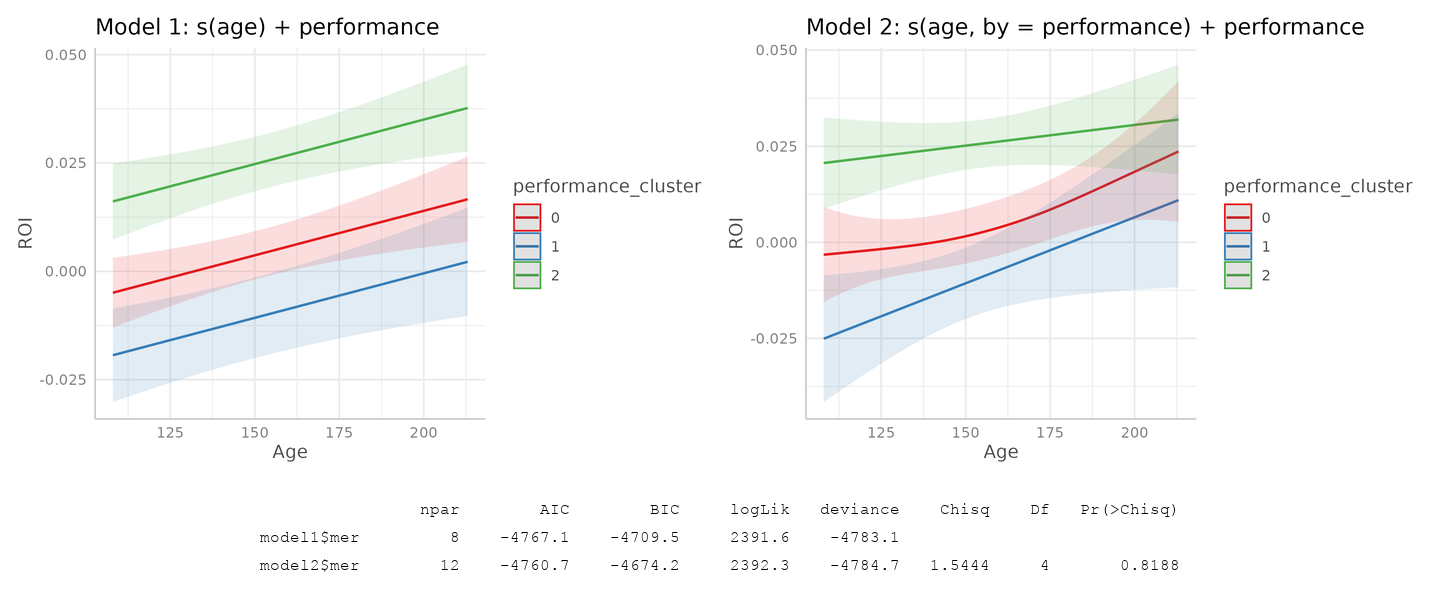 Model 1: s(age) + performance
0.050
0.025
0.000
-0.025
ROI
125 150 175 200
Age
performance_cluster
0
1
2
Model 2: s(age, by = performance) + performance
0.050
0.025
0.000
-0.025
ROI
125 150 175 200
Age
performance_cluster
0
1
2
npar AIC BIC logLik deviance Chisq Df Pr(>Chisq)
model1$mer 8 -4767.1 -4709.5 2391.6 -4783.1
model2$mer 12 -4760.7 -4674.2 2392.3 -4784.7 1.5444 4 0.8188